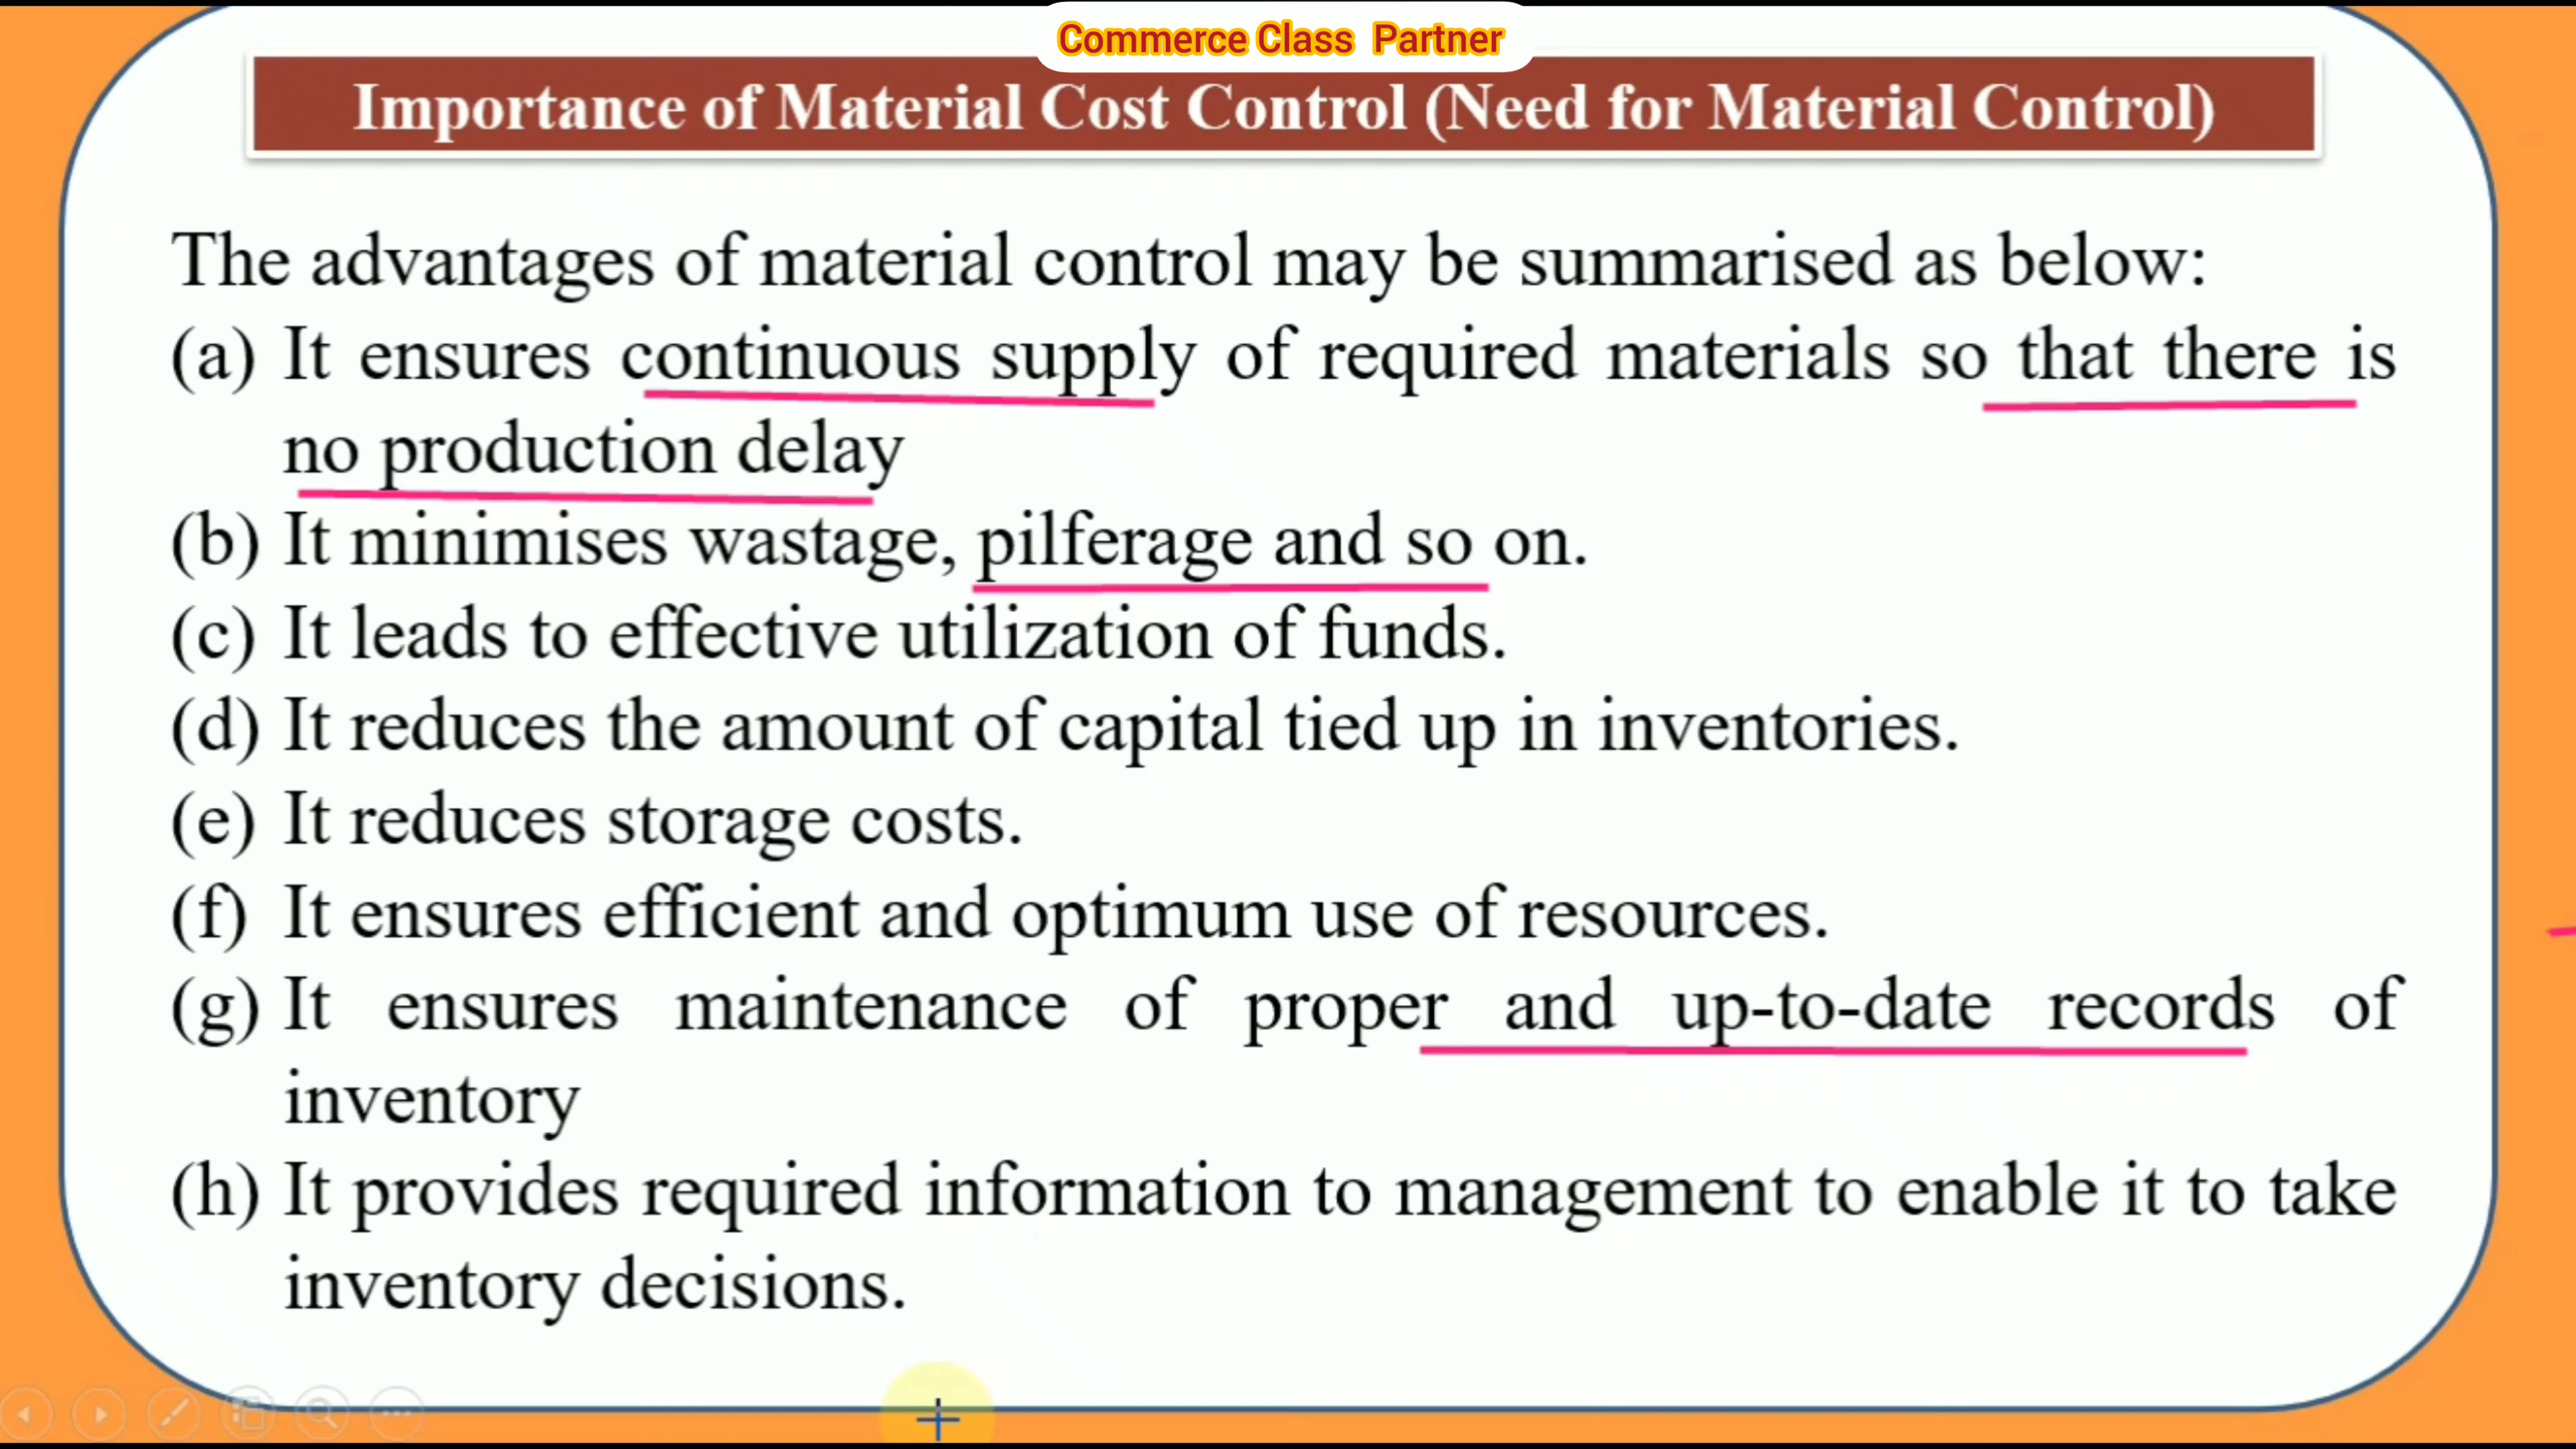 Commerce Class Partner
Importance of Material Cost Control (Need for Material Control)
The advantages of material control may be summarised as below:
(a) It ensures continuous supply of required materials so that there is
no production delay
(b) It minimises wastage, pilferage and so on.
(c) It leads to effective utilization of funds.
(d) It reduces the amount of capital tied up in inventories.
(e) It reduces storage costs.
(f) It ensures efficient and optimum use of resources.
(g) It ensures maintenance of proper and up-to-date records of
inventory
(h) It provides required information to management to enable it to take
inventory decisions.